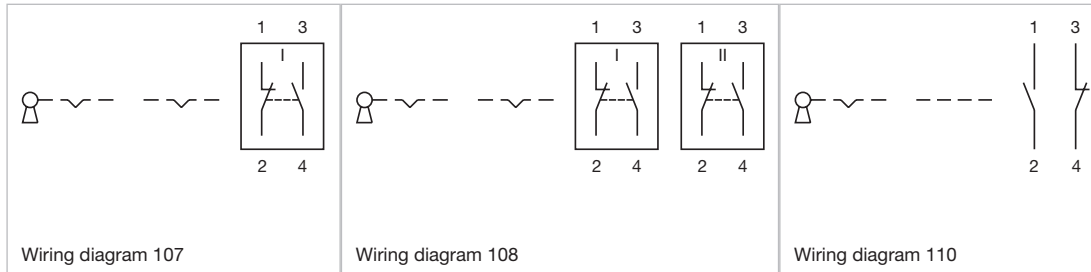 1 3
I
2 4
Wiring diagram 107
1 3 1 3
I II
2 4 2 4
Wiring diagram 108
1 3
2 4
Wiring diagram 110